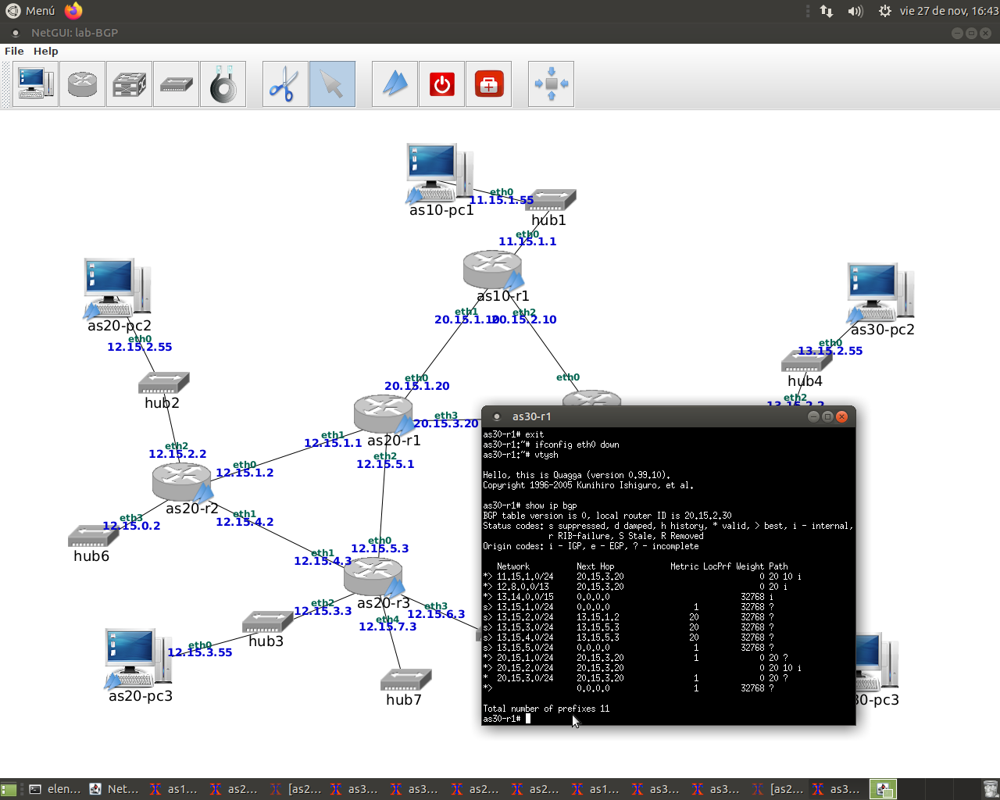 Menú
vie 27 de nov, 16:43
NetGUI: lab-BGP
File Help
eth0
11.15.1.55
as10-pc1
hub1
eth0
11.15.1.1
as10-r1
eth1
20.15.1.10
eth2
20.15.2.10
as20-pc2
eth0
12.15.2.55
hub2
as30-pc2
eth0
13.15.2.55
hub4
eth2
13.15.2.2
eth0
eth0
20.15.1.20
eth3
20.15.3.20
as20-r1
eth1
12.15.1.1
eth2
12.15.5.1
eth2
12.15.2.2
eth0
12.15.1.2
as20-r2
eth1
12.15.4.2
eth3
12.15.0.2
hub6
eth0
12.15.5.3
eth1
12.15.4.3
as20-r3
eth2
12.15.3.3
eth3
12.15.6.3
eth4
12.15.7.3
hub3
eth0
12.15.3.55
as20-pc3
hub7
30-pc3
as30-r1
as30-r1# exit
as30-r1:~# ifconfig eth0 down
as30-r1:~# vtysh
Hello, this is Quagga (version 0.99.10).
Copyright 1996-2005 Kunihiro Ishiguro, et al.
as30-r1# show ip bgp
BGP table version is 0, local router ID is 20.15.2.30
Status codes: s suppressed, d damped, h history, * valid, > best, i - internal,
r RIB-failure, S Stale, R Removed
Origin codes: i - IGP, e - EGP, ? - incomplete
Network Next Hop Metric LocPrf Weight Path
*> 11.15.1.0/24 20.15.3.20 0 20 10 i
*> 12.8.0.0/13 20.15.3.20 0 20 i
*> 13.14.0.0/15 0.0.0.0 32768 i
s> 13.15.1.0/24 0.0.0.0 1 32768 ?
s> 13.15.2.0/24 13.15.1.2 20 32768 ?
s> 13.15.3.0/24 13.15.5.3 20 32768 ?
s> 13.15.4.0/24 13.15.5.3 20 32768 ?
s> 13.15.5.0/24 0.0.0.0 1 32768 ?
*> 20.15.1.0/24 20.15.3.20 1 0 20 ?
*> 20.15.2.0/24 20.15.3.20 0 20 10 i
* 20.15.3.0/24 20.15.3.20 1 0 20 ?
*> 0.0.0.0 1 32768 ?
Total number of prefixes 11
as30-r1#
elen... Net... as1... as2... [as2... as3... as3... as2... as2... as1... as3... as3... [as2... as3...